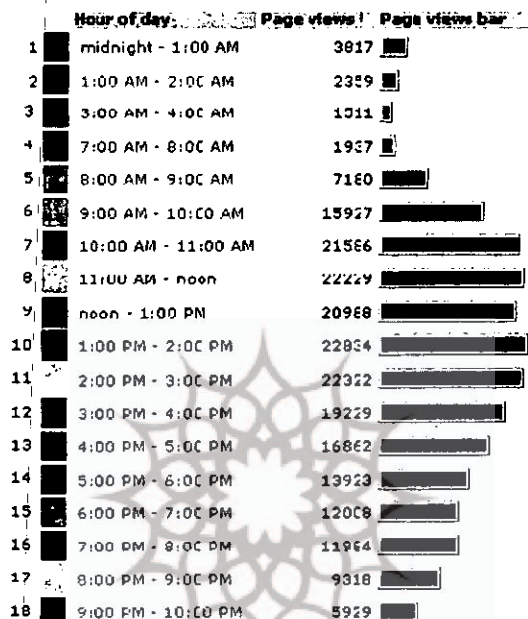 Hour of day Page views Page views bar
1 midnight - 1:00 AM 3817
2 1:00 AM - 2:00 AM 2359
3 3:00 AM - 4:00 AM 1011
4 7:00 AM - 8:00 AM 1937
5 8:00 AM - 9:00 AM 7180
6 9:00 AM - 10:00 AM 15927
7 10:00 AM - 11:00 AM 21586
8 11:00 AM - noon 22229
9 noon - 1:00 PM 20988
10 1:00 PM - 2:00 PM 22834
11 2:00 PM - 3:00 PM 22322
12 3:00 PM - 4:00 PM 19229
13 4:00 PM - 5:00 PM 16862
14 5:00 PM - 6:00 PM 13923
15 6:00 PM - 7:00 PM 12008
16 7:00 PM - 8:00 PM 11964
17 8:00 PM - 9:00 PM 9318
18 9:00 PM - 10:00 PM 5929